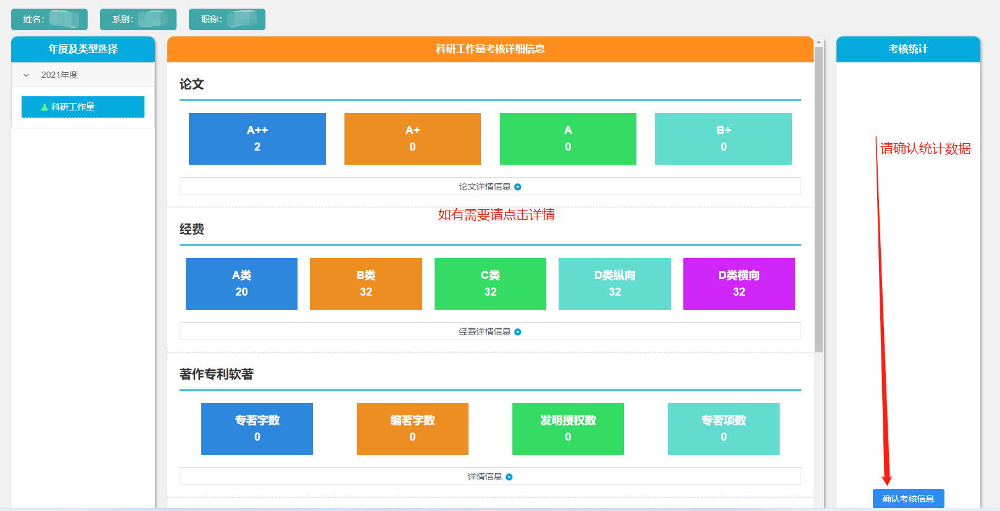 姓名：
系别：
职称：
年度及类型选择
2021年度
科研工作量
科研工作量考核详细信息
论文
A++
2
A+
0
A
0
B+
0
论文详情信息
如有需要请点击详情
经费
A类
20
B类
32
C类
32
D类纵向
32
D类横向
32
经费详情信息
著作专利软著
专著字数
0
编著字数
0
发明授权数
0
专著项数
0
详情信息
考核统计
请确认统计数据
确认考核信息